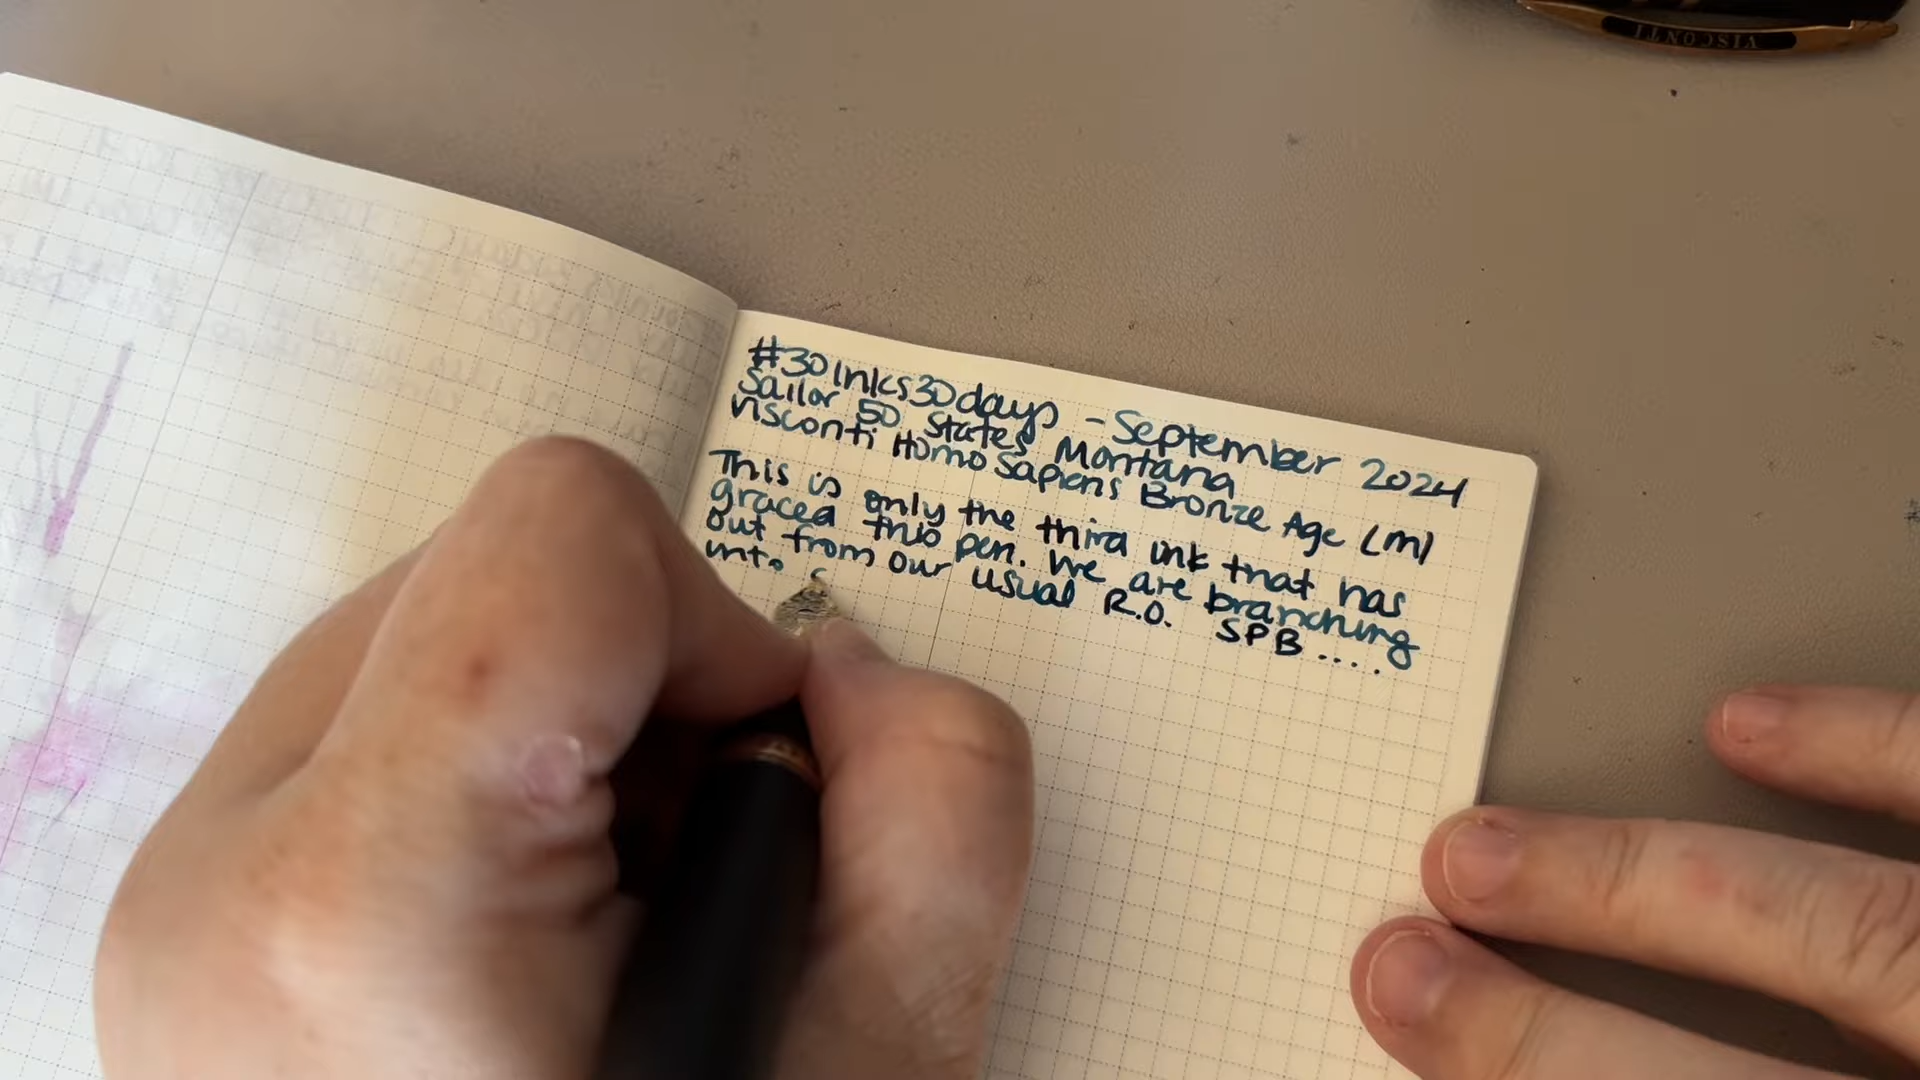 #30inks30days - September 2024
Sailor 50 States Montana
Visconti Homo Sapiens Bronze Age (m)
This is only the third ink that has
graced this pen. We are branching
out from our usual R.O. SPB ....
into
VISCONTI